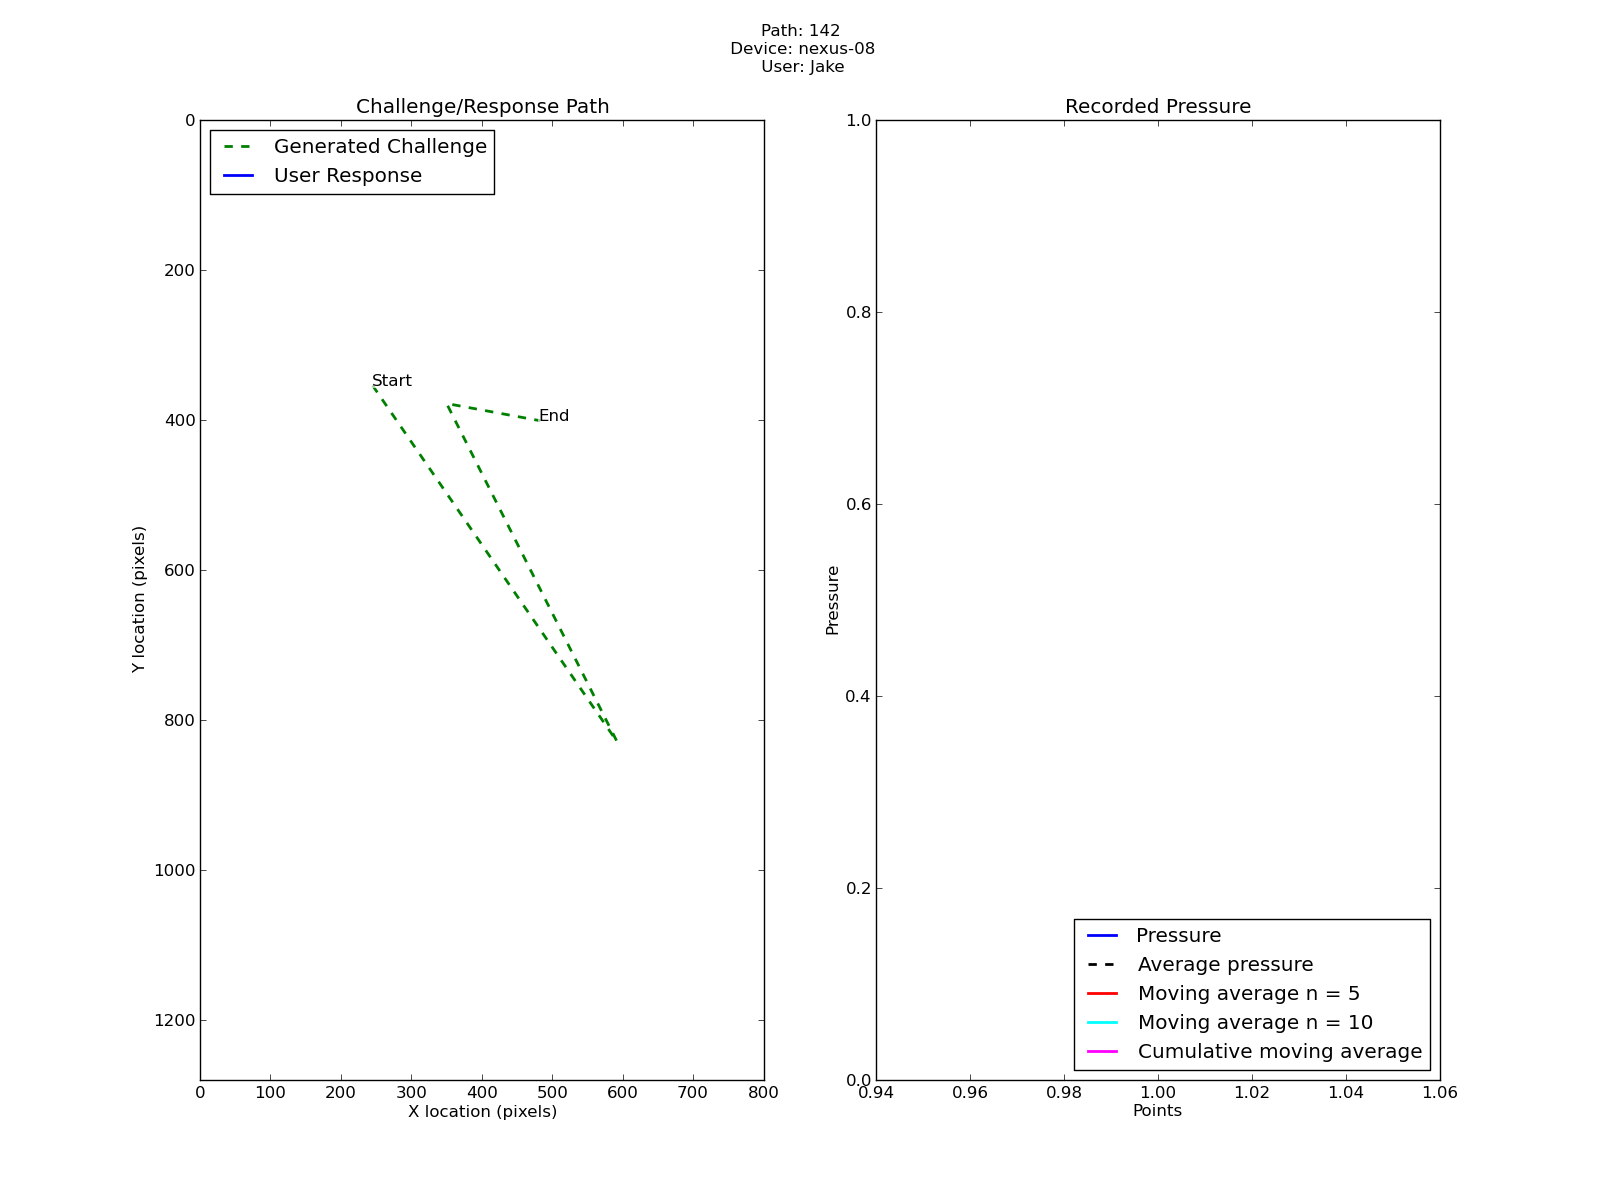 Path: 142
Device: nexus-08
User: Jake
Challenge/Response Path
Generated Challenge
User Response
0
200
400
600
800
1000
1200
Y location (pixels)
Start
End
0 100 200 300 400 500 600 700 800
X location (pixels)
Recorded Pressure
1.0
0.8
0.6
0.4
0.2
0.0
Pressure
Pressure
Average pressure
Moving average n = 5
Moving average n = 10
Cumulative moving average
0.94 0.96 0.98 1.00 1.02 1.04 1.06
Points